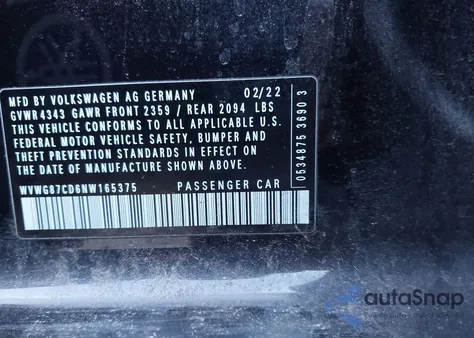 MFD BY VOLKSWAGEN AG GERMANY 02/22
GVWR4343 GAWR FRONT 2359 / REAR 2094 LBS
THIS VEHICLE CONFORMS TO ALL APPLICABLE U.S.
FEDERAL MOTOR VEHICLE SAFETY, BUMPER AND
THEFT PREVENTION STANDARDS IN EFFECT ON THE
DATE OF MANUFACTURE SHOWN ABOVE.
WVWG87CD6NW165375 PASSENGER CAR
0534875 3690 3
autoSnap